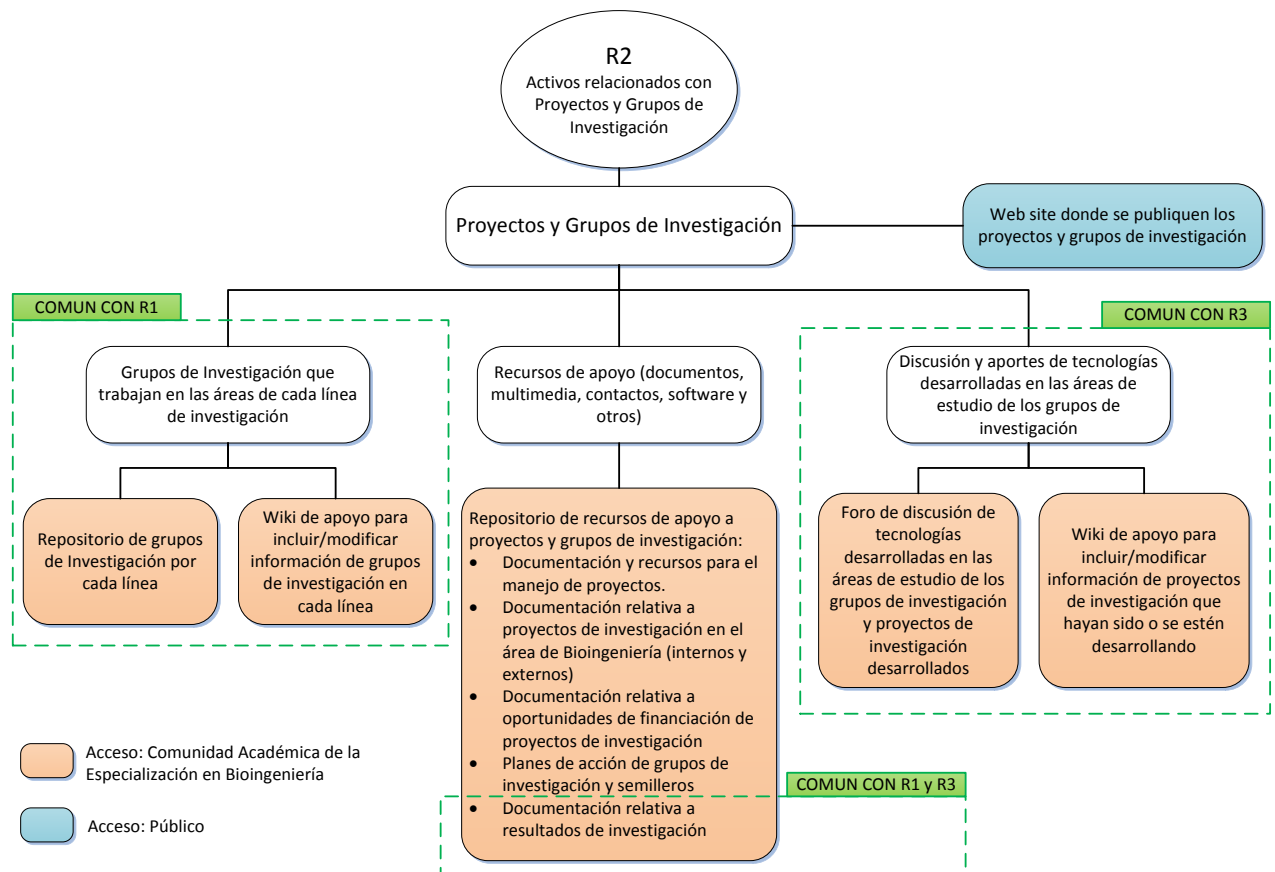 R2
Activos relacionados con
Proyectos y Grupos de
Investigación
Proyectos y Grupos de Investigación
Web site donde se publiquen los
proyectos y grupos de investigación
COMUN CON R1
COMUN CON R3
Grupos de Investigación que
trabajan en las áreas de cada línea
de investigación
Recursos de apoyo (documentos,
multimedia, contactos, software y
otros)
Discusión y aportes de tecnologías
desarrolladas en las áreas de
estudio de los grupos de
investigación
Repositorio de grupos
de Investigación por
cada línea
Wiki de apoyo para
incluir/modificar
información de grupos
de investigación en
cada línea
Repositorio de recursos de apoyo a
proyectos y grupos de investigación:
• Documentación y recursos para el
manejo de proyectos.
• Documentación relativa a
proyectos de investigación en el
área de Bioingeniería (internos y
externos)
• Documentación relativa a
oportunidades de financiación de
proyectos de investigación
• Planes de acción de grupos de
investigación y semilleros
• Documentación relativa a
resultados de investigación
Foro de discusión de
tecnologías
desarrolladas en las
áreas de estudio de los
grupos de investigación
y proyectos de
investigación
desarrollados
Wiki de apoyo para
incluir/modificar
información de proyectos
de investigación que
hayan sido o se estén
desarrollando
COMUN CON R1 y R3
Acceso: Comunidad Académica de la
Especialización en Bioingeniería
Acceso: Público